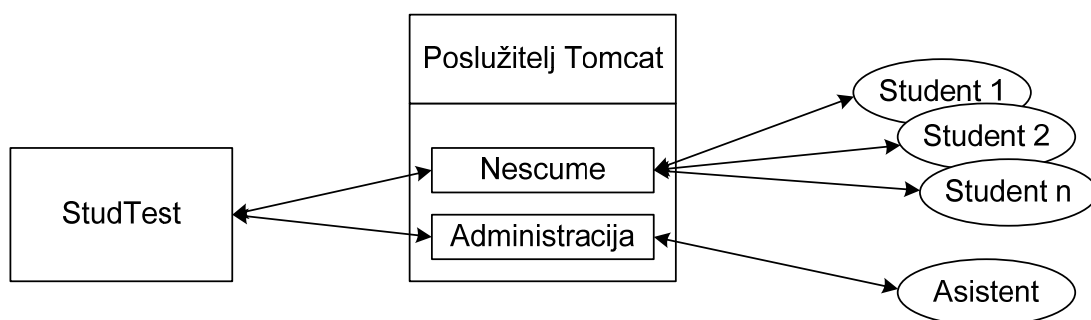 Poslužitelj Tomcat
Student 1
Student 2
Nescume
Student n
StudTest
Administracija
Asistent